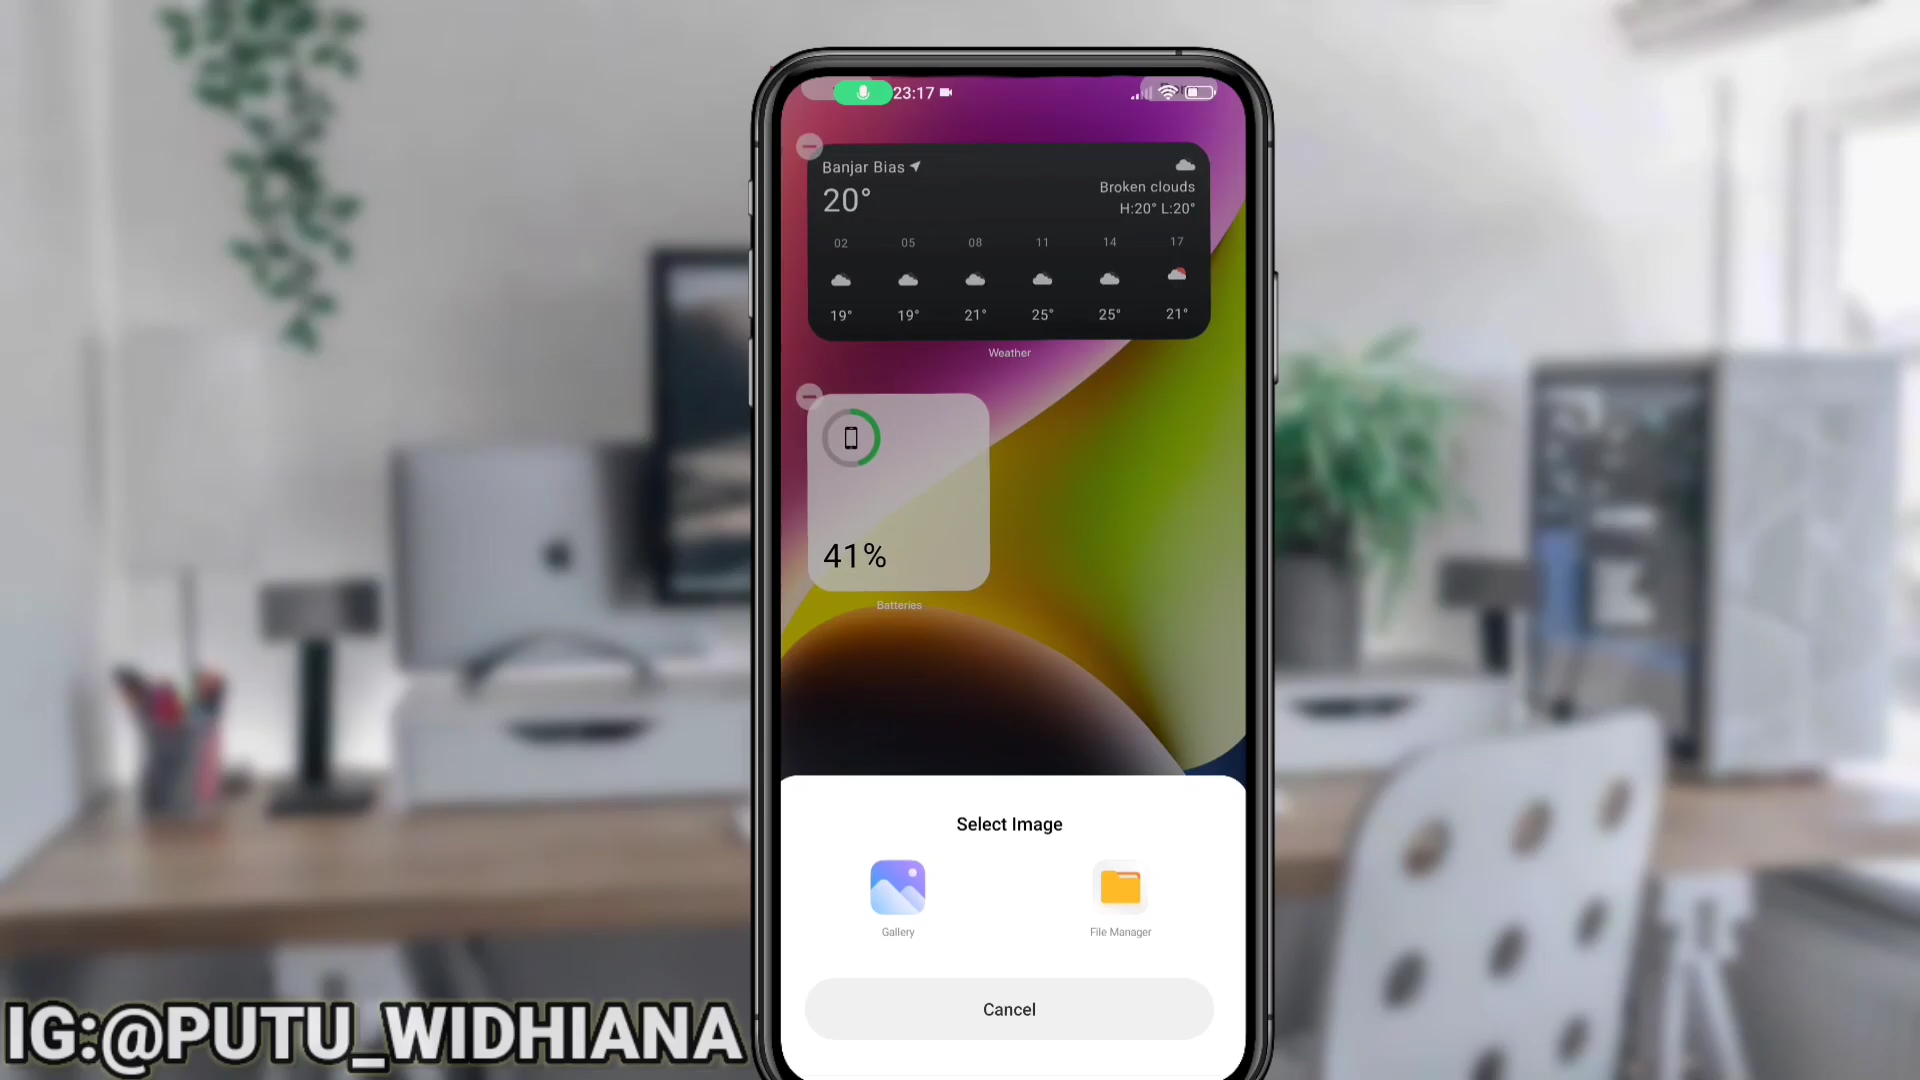 23:17
Banjar Bias
20°
Broken clouds
H:20° L:20°
02 05 08 11 14 17
19° 19° 21° 25° 25° 21°
Weather
41%
Batteries
Select Image
Gallery File Manager
Cancel
IG:@PUTU_WIDHIANA